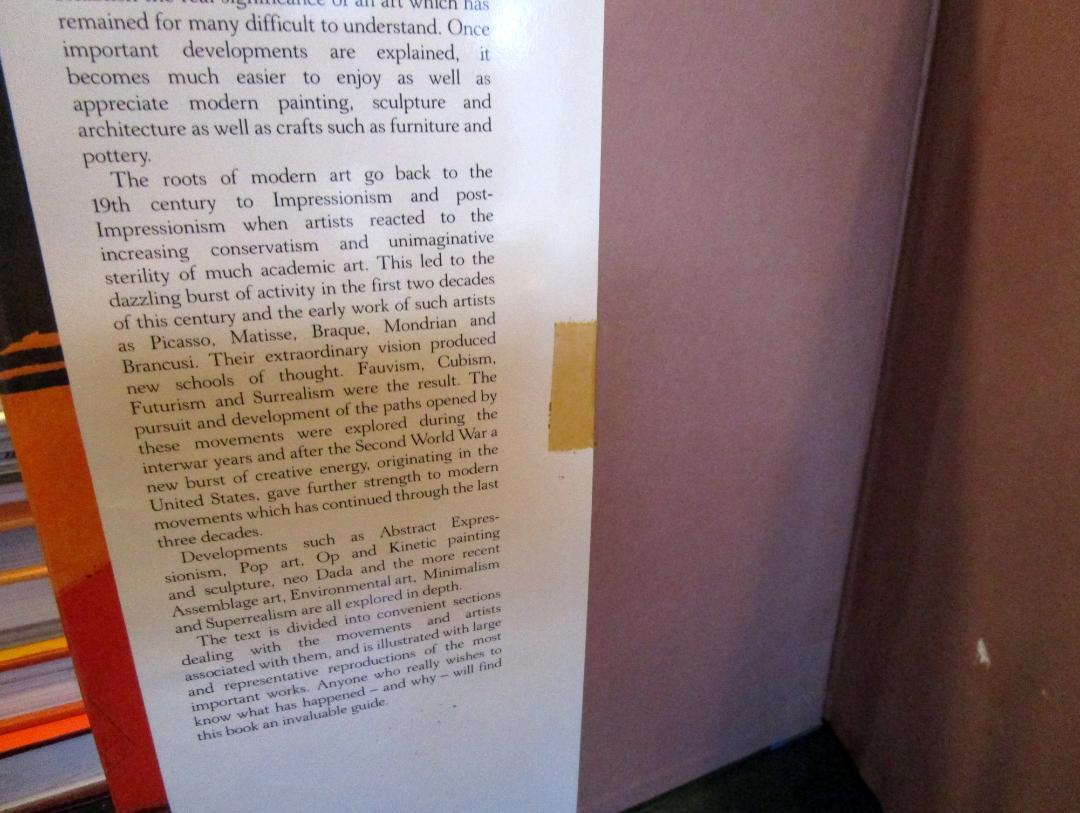 the real significance of an art which has
remained for many difficult to understand. Once
important developments are explained, it
becomes much easier to enjoy as well as
appreciate modern painting, sculpture and
architecture as well as crafts such as furniture and
pottery.
The roots of modern art go back to the
19th century to Impressionism and post-
Impressionism when artists reacted to the
increasing conservatism and unimaginative
sterility of much academic art. This led to the
dazzling burst of activity in the first two decades
of this century and the early work of such artists
as Picasso, Matisse, Braque, Mondrian and
Brancusi. Their extraordinary vision produced
new schools of thought. Fauvism, Cubism,
Futurism and Surrealism were the result. The
pursuit and development of the paths opened by
these movements were explored during the
interwar years and after the Second World War a
new burst of creative energy, originating in the
United States, gave further strength to modern
movements which has continued through the last
three decades.
Developments such as Abstract Expres-
sionism, Pop art, Op and Kinetic painting
and sculpture, neo Dada and the more recent
Assemblage art, Environmental art, Minimalism
and Superrealism are all explored in depth.
The text is divided into convenient sections
dealing with the movements and artists
associated with them, and is illustrated with large
and representative reproductions of the most
important works. Anyone who really wishes to
know what has happened – and why – will find
this book an invaluable guide.